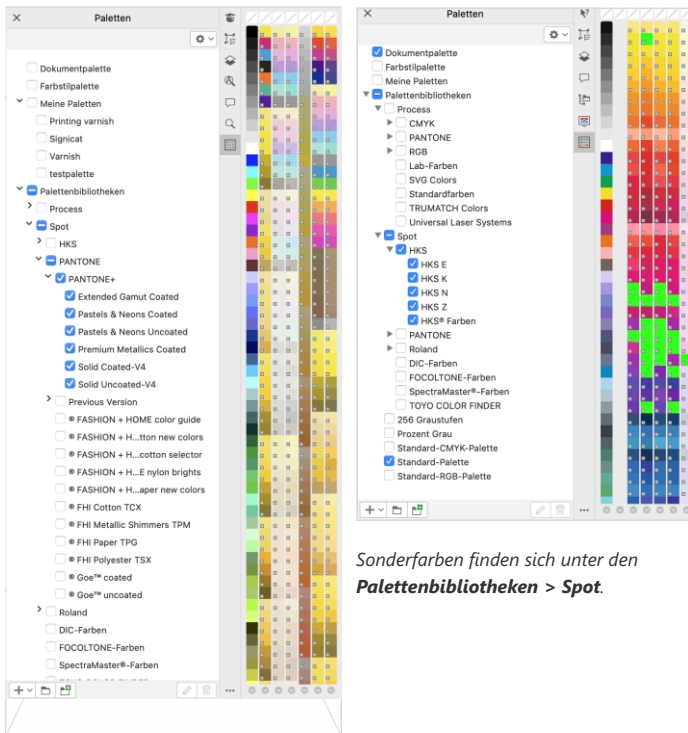 Paletten
Dokumentpalette
Farbstilpalette
Meine Paletten
Printing varnish
Signicat
Varnish
testpalette
Palettenbibliotheken
Process
Spot
HKS
PANTONE
PANTONE+
Extended Gamut Coated
Pastels & Neons Coated
Pastels & Neons Uncoated
Premium Metallics Coated
Solid Coated-V4
Solid Uncoated-V4
Previous Version
® FASHION + HOME color guide
® FASHION + H...tton new colors
® FASHION + H...cotton selector
® FASHION + H...E nylon brights
® FASHION + H...aper new colors
® FHI Cotton TCX
® FHI Metallic Shimmers TPM
® FHI Paper TPG
® FHI Polyester TSX
® Goe™ coated
® Goe™ uncoated
Roland
DIC-Farben
FOCOLTONE-Farben
SpectraMaster®-Farben
Paletten
Dokumentpalette
Farbstilpalette
Meine Paletten
Palettenbibliotheken
Process
CMYK
PANTONE
RGB
Lab-Farben
SVG Colors
Standardfarben
TRUMATCH Colors
Universal Laser Systems
Spot
HKS
HKS E
HKS K
HKS N
HKS Z
HKS® Farben
PANTONE
Roland
DIC-Farben
FOCOLTONE-Farben
SpectraMaster®-Farben
TOYO COLOR FINDER
256 Graustufen
Prozent Grau
Standard-CMYK-Palette
Standard-Palette
Standard-RGB-Palette
Sonderfarben finden sich unter den
Palettenbibliotheken > Spot.